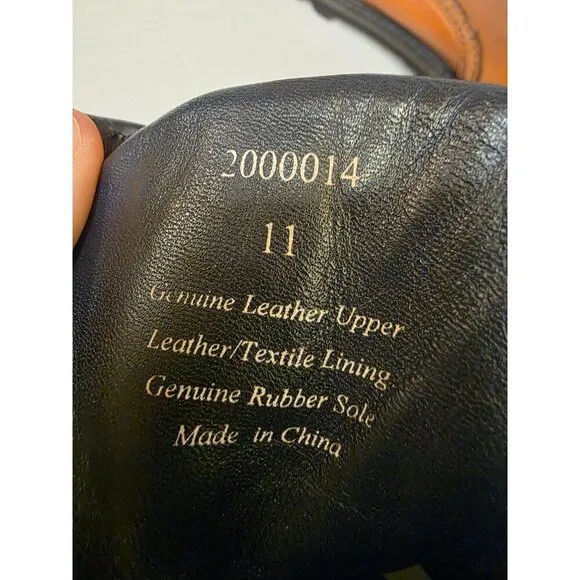 2000014
11
Genuine Leather Upper
Leather/Textile Lining
Genuine Rubber Sole
Made in China